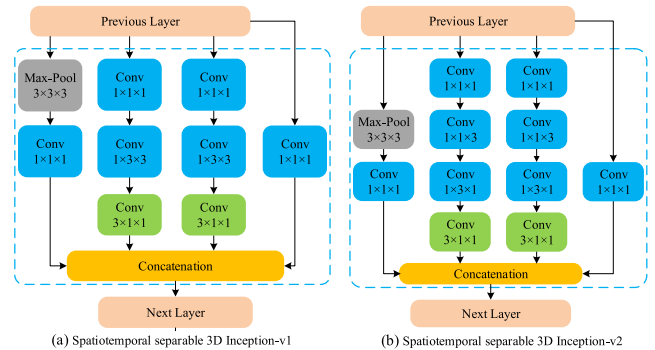 Previous Layer
Max-Pool
3×3×3
Conv
1×1×1
Conv
1×1×1
Conv
1×1×1
Conv
1×3×3
Conv
1×3×3
Conv
1×1×1
Conv
3×1×1
Conv
3×1×1
Concatenation
Next Layer
(a) Spatiotemporal separable 3D Inception-v1
Previous Layer
Conv
1×1×1
Conv
1×1×1
Max-Pool
3×3×3
Conv
1×1×3
Conv
1×1×3
Conv
1×1×1
Conv
1×3×1
Conv
1×3×1
Conv
1×1×1
Conv
3×1×1
Conv
3×1×1
Concatenation
Next Layer
(b) Spatiotemporal separable 3D Inception-v2